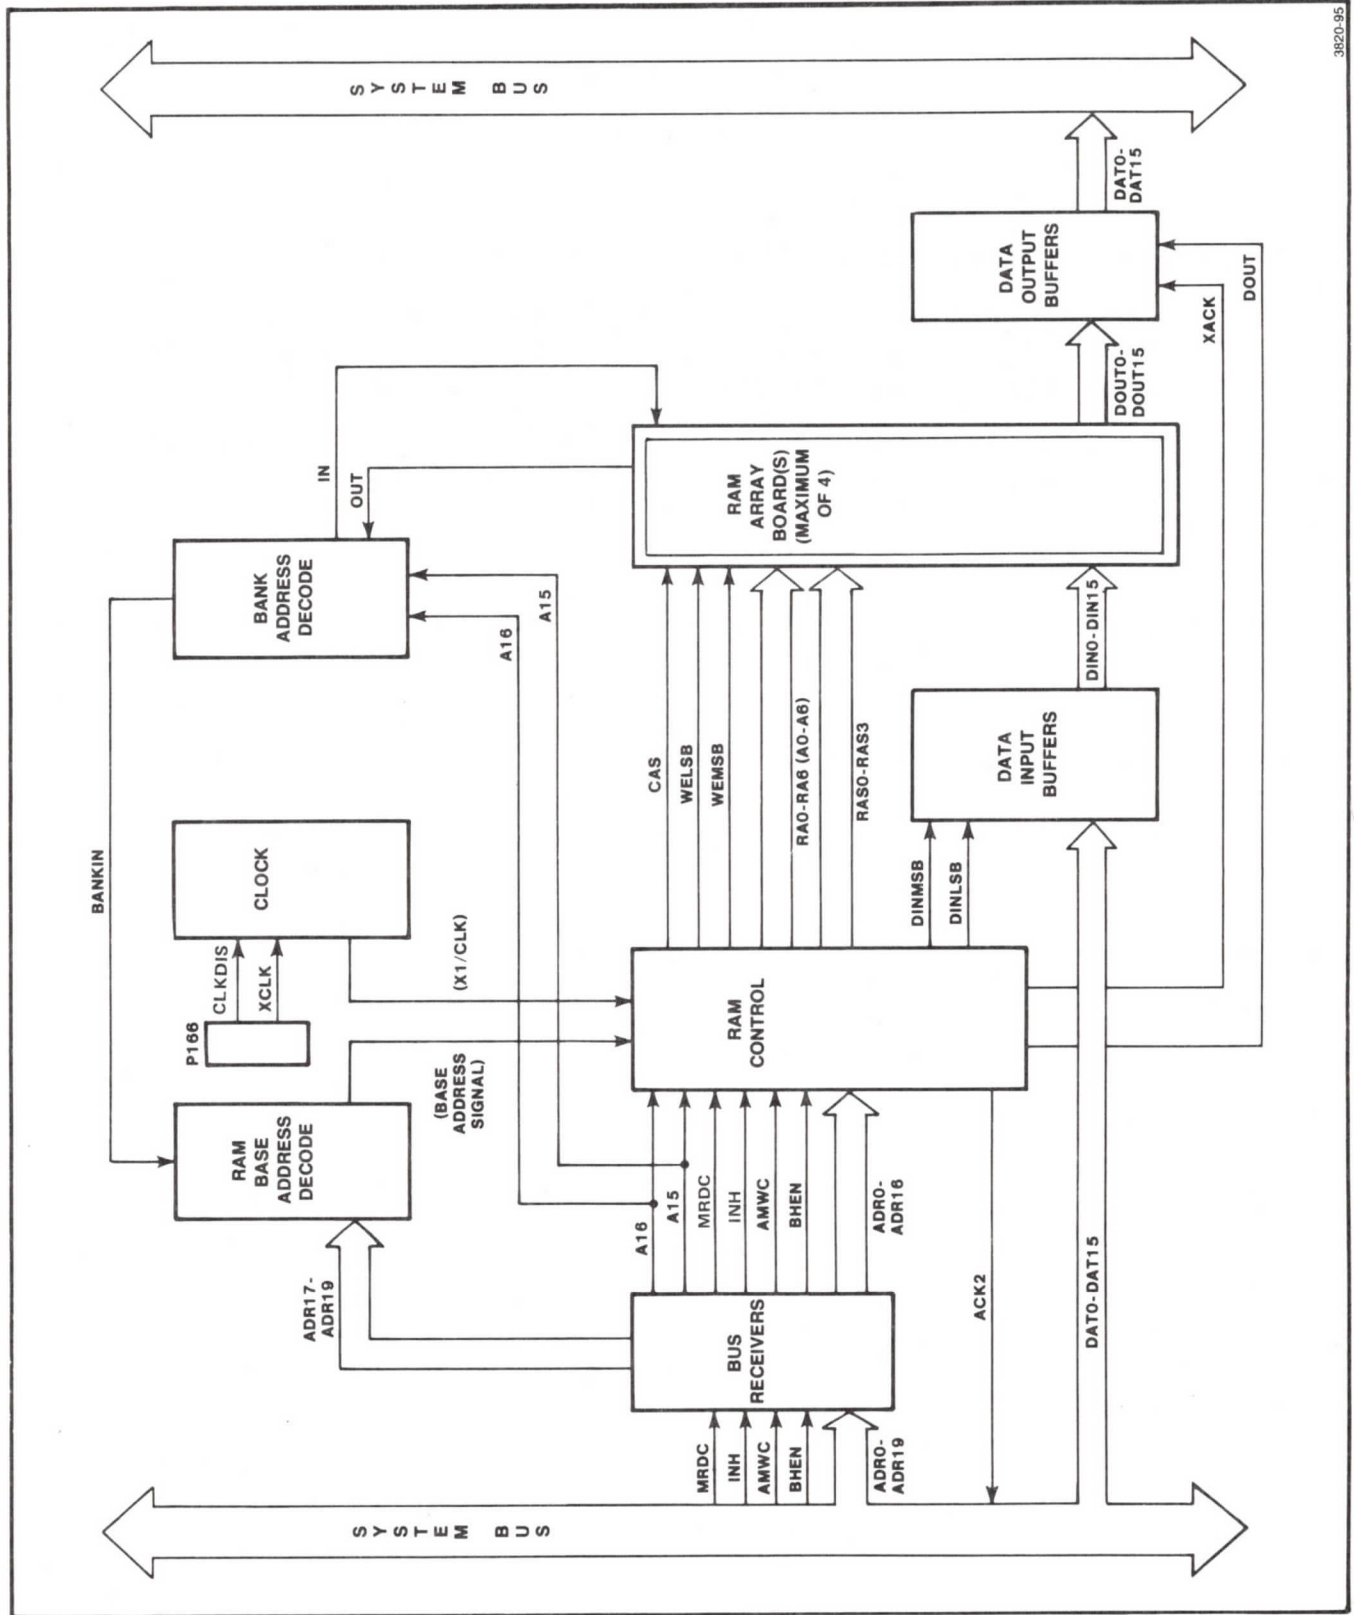 SYSTEM BUS
BANKIN
RAM
BASE
ADDRESS
DECODE
P166
CLKDIS
XCLK
CLOCK
BANK
ADDRESS
DECODE
IN
OUT
ADR17-
ADR19
(BASE
ADDRESS
SIGNAL)
(X1/CLK)
A16
A15
MRDC
INH
AMWC
BHEN
ADR0-
ADR19
BUS
RECEIVERS
A16
A15
MRDC
INH
AMWC
BHEN
ADR0-
ADR16
RAM
CONTROL
CAS
WELSB
WEMSB
RA0-RA6 (A0-A6)
RAS0-RAS3
RAM
ARRAY
BOARD(S)
(MAXIMUM
OF 4)
ACK2
DINMSB
DINLSB
DATA
INPUT
BUFFERS
DIN0-DIN15
DOUT0-
DOUT15
DATA
OUTPUT
BUFFERS
DAT0-
DAT15
DAT0-DAT15
XACK
DOUT
SYSTEM BUS
3820-95